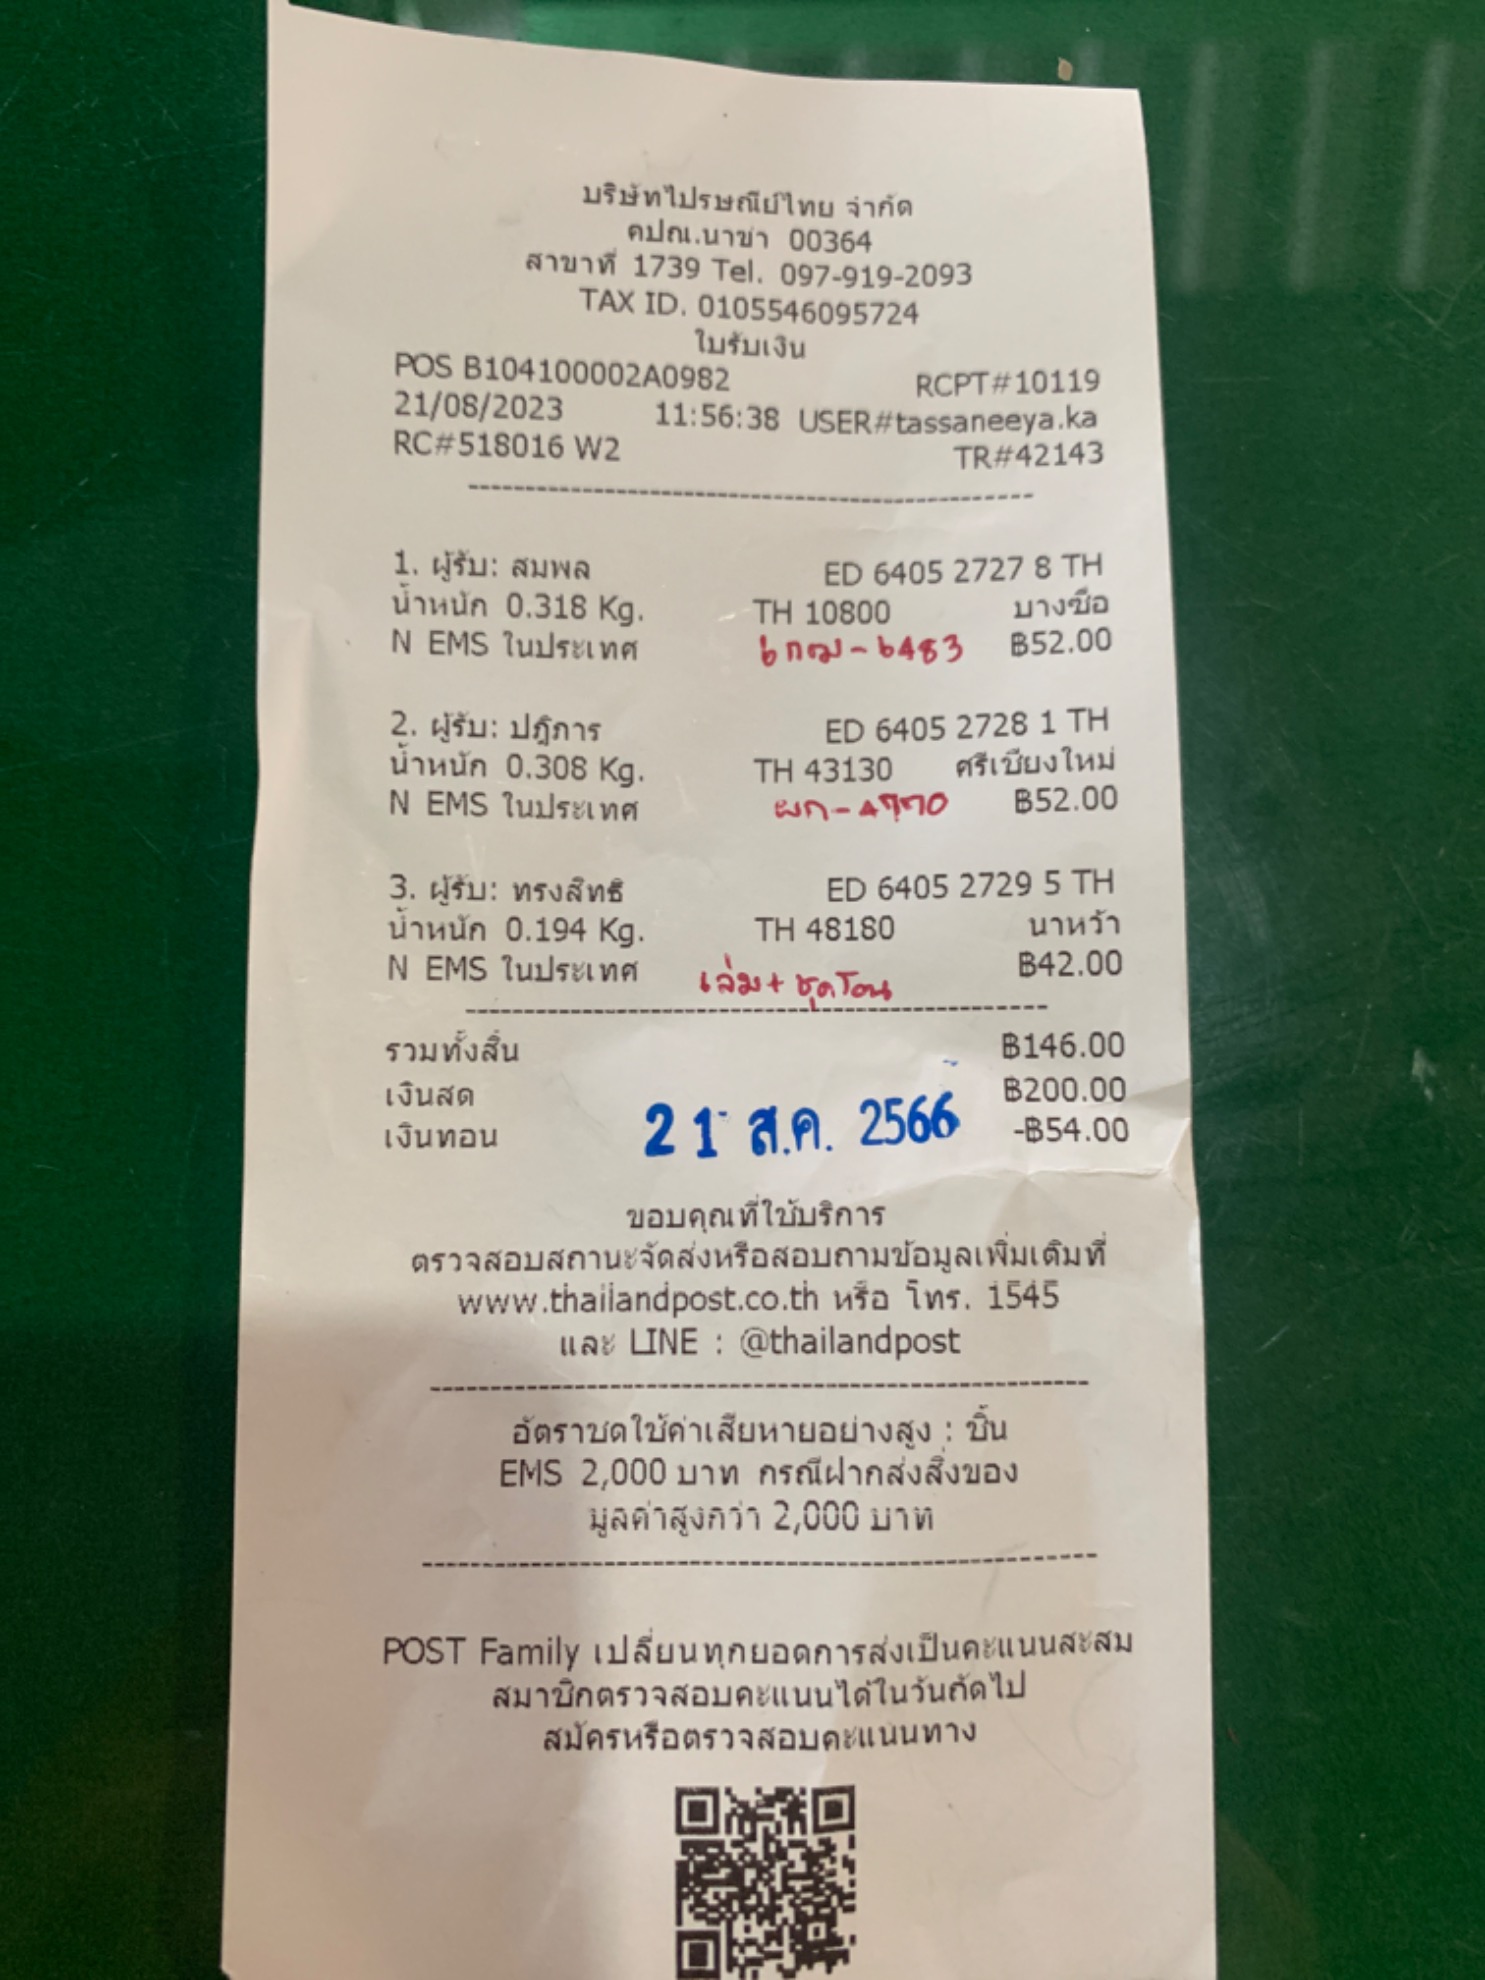 บริษัทไปรษณีย์ไทย จำกัด
คปณ.นาข่า 00364
สาขาที่ 1739 Tel. 097-919-2093
TAX ID. 0105546095724
ใบรับเงิน
POS B104100002A0982 RCPT#10119
21/08/2023 11:56:38 USER#tassaneeya.ka
RC#518016 W2 TR#42143
1. ผู้รับ: สมพล ED 6405 2727 8 TH
น้ำหนัก 0.318 Kg. TH 10800 บางซื่อ
N EMS ในประเทศ 6กฒ-6483 ฿52.00
2. ผู้รับ: ปฎิการ ED 6405 2728 1 TH
น้ำหนัก 0.308 Kg. TH 43130 ศรีเชียงใหม่
N EMS ในประเทศ ฿52.00
3. ผู้รับ: ทรงสิทธิ ED 6405 2729 5 TH
น้ำหนัก 0.194 Kg. TH 48180 นาหว้า
N EMS ในประเทศ เล่ม+ชุดโอน ฿42.00
รวมทั้งสิ้น ฿146.00
เงินสด ฿200.00
เงินทอน 21 ส.ค. 2566 -฿54.00
ขอบคุณที่ใช้บริการ
ตรวจสอบสถานะจัดส่งหรือสอบถามข้อมูลเพิ่มเติมที่
www.thailandpost.co.th หรือ โทร. 1545
และ LINE : @thailandpost
อัตราชดใช้ค่าเสียหายอย่างสูง : ชิ้น
EMS 2,000 บาท กรณีฝากส่งสิ่งของ
มูลค่าสูงกว่า 2,000 บาท
POST Family เปลี่ยนทุกยอดการส่งเป็นคะแนนสะสม
สมาชิกตรวจสอบคะแนนได้ในวันถัดไป
สมัครหรือตรวจสอบคะแนนทาง